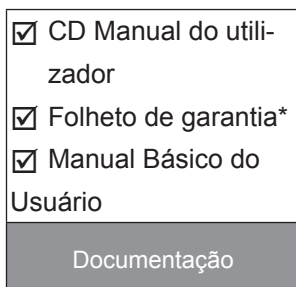 ☑ CD Manual do utili-
zador
☑ Folheto de garantia*
☑ Manual Básico do
Usuário
Documentação